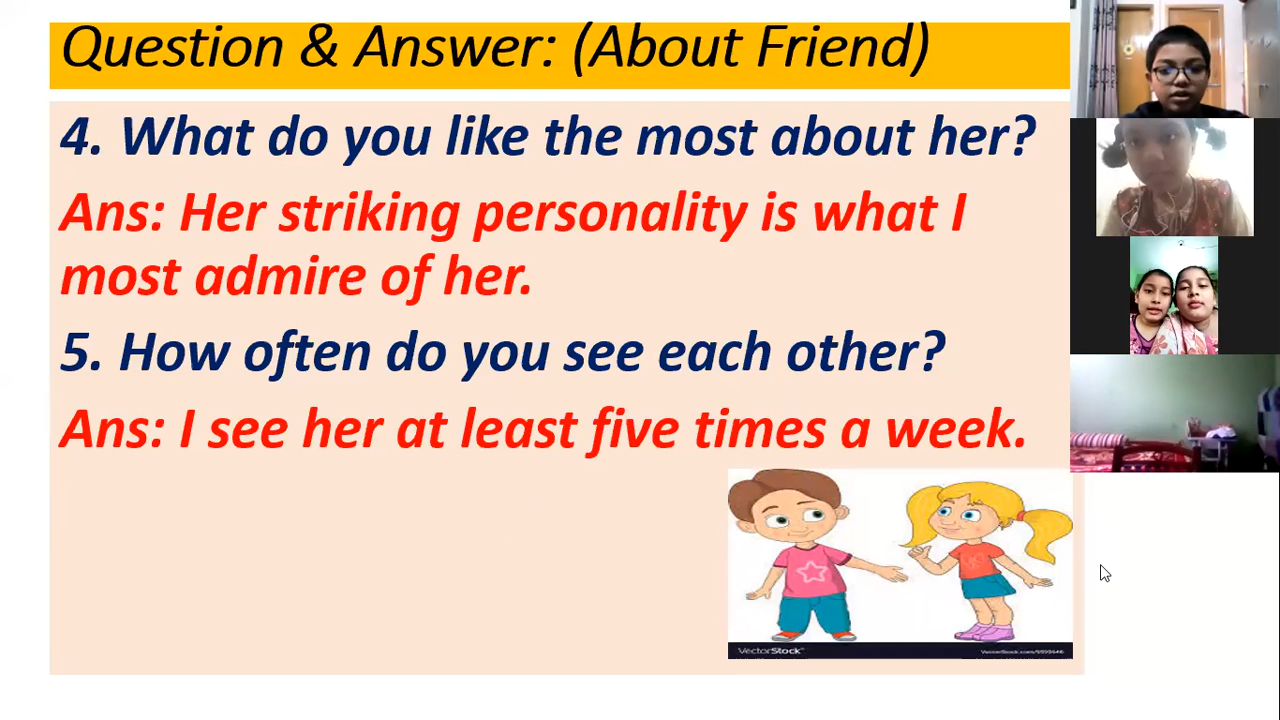 Question & Answer: (About Friend)
4. What do you like the most about her?
Ans: Her striking personality is what I
most admire of her.
5. How often do you see each other?
Ans: I see her at least five times a week.
VectorStock